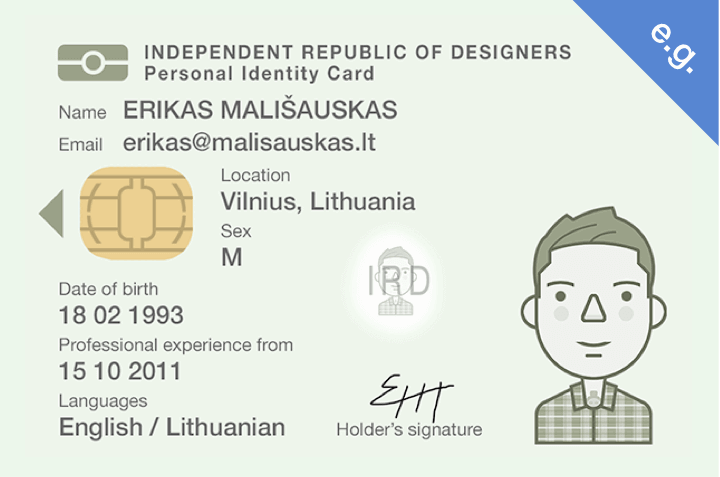 e.g.
INDEPENDENT REPUBLIC OF DESIGNERS
Personal Identity Card
Name ERIKAS MALIŠAUSKAS
Email erikas@malisauskas.lt
Location
Vilnius, Lithuania
Sex
M
IRD
Date of birth
18 02 1993
Professional experience from
15 10 2011
Languages
English / Lithuanian
Holder's signature